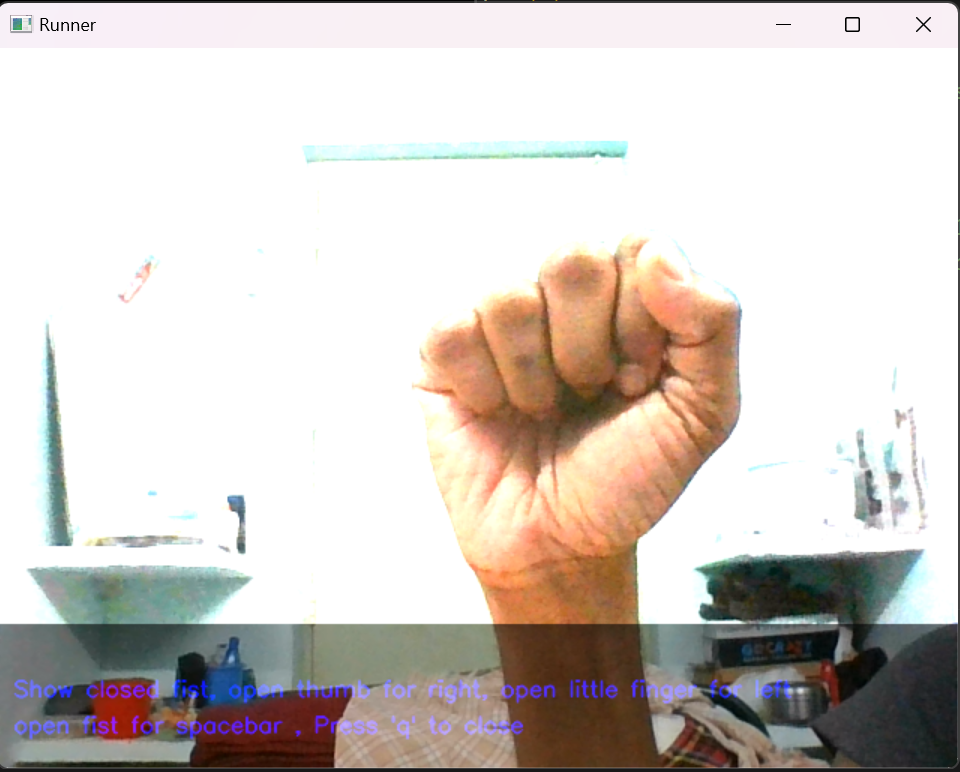 Runner
GOCRAZY
Show closed fist, open thumb for right, open little finger for left,
open fist for spacebar . Press 'q' to close